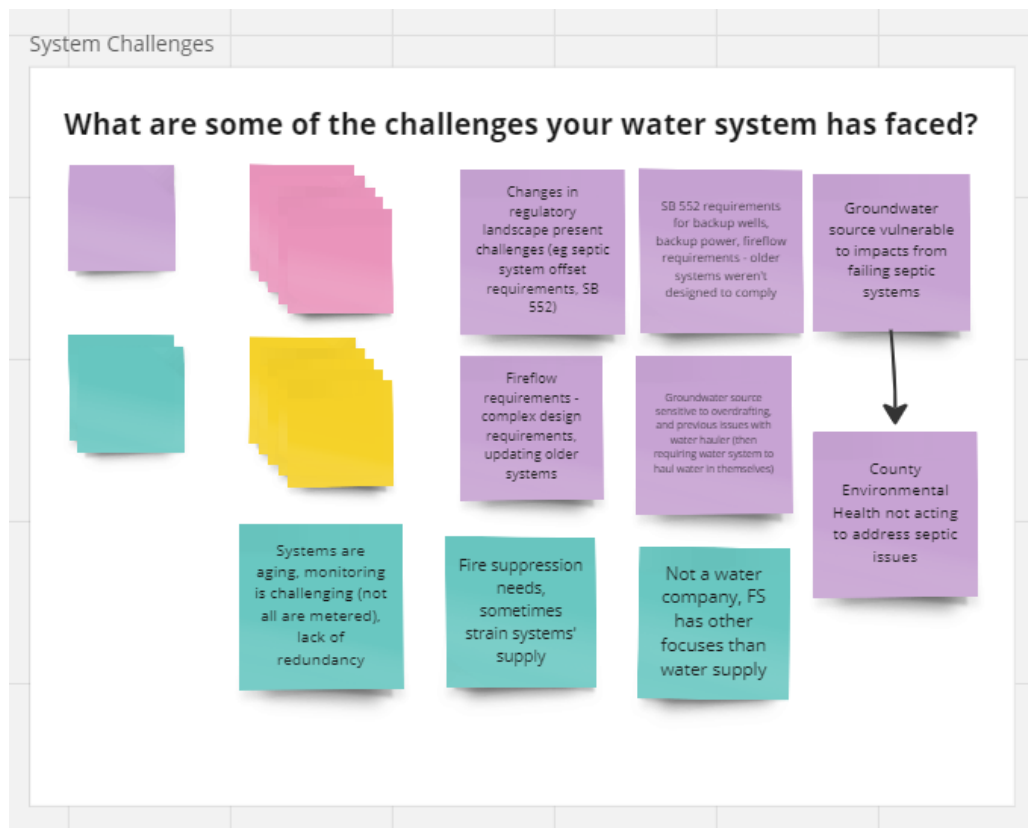 System Challenges
What are some of the challenges your water system has faced?
Changes in
regulatory
landscape present
challenges (eg septic
system offset
requirements, SB
552)
SB 552 requirements
for backup wells,
backup power, fireflow
requirements - older
systems weren't
designed to comply
Groundwater
source vulnerable
to impacts from
failing septic
systems
Fireflow
requirements -
complex design
requirements,
updating older
systems
Groundwater source
sensitive to overdrafting,
and previous issues with
water hauler (then
requiring water system to
haul water in themselves)
County
Environmental
Health not acting
to address septic
issues
Systems are
aging, monitoring
is challenging (not
all are metered),
lack of
redundancy
Fire suppression
needs,
sometimes
strain systems'
supply
Not a water
company, FS
has other
focuses than
water supply